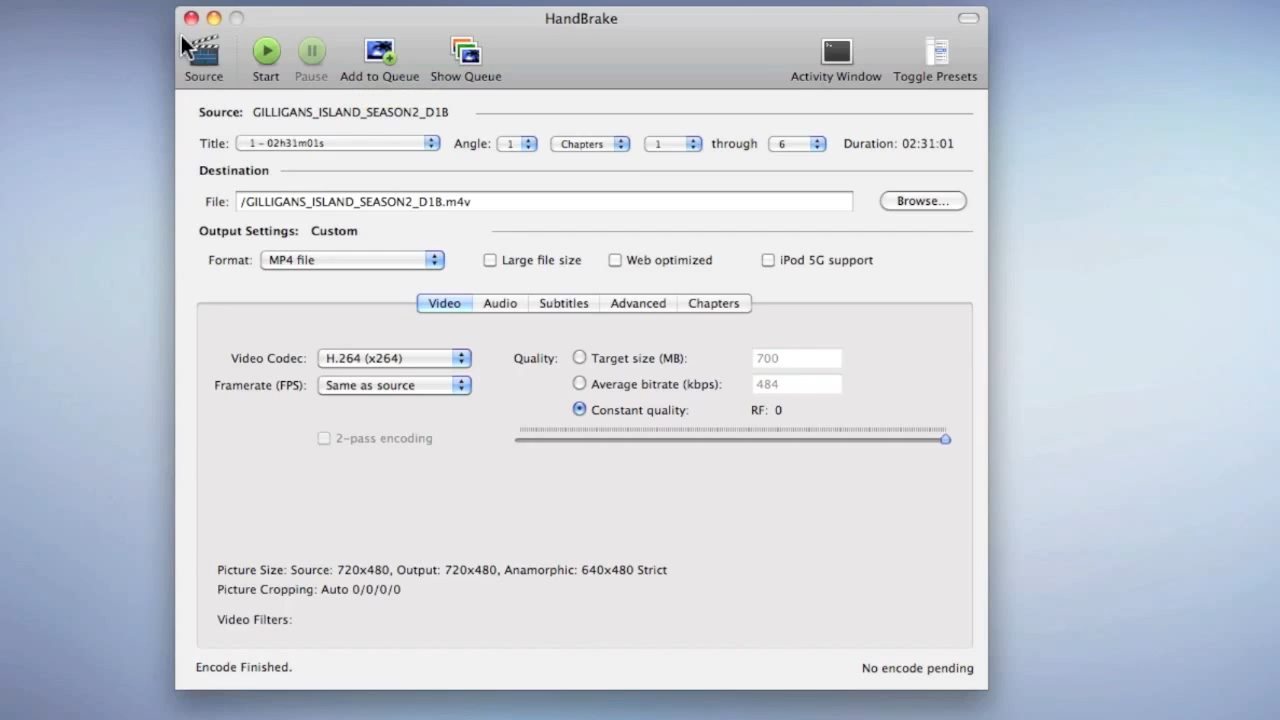 HandBrake
Source Start Pause Add to Queue Show Queue Activity Window Toggle Presets
Source: GILLIGANS_ISLAND_SEASON2_D1B
Title: 1 - 02h31m01s Angle: 1 Chapters 1 through 6 Duration: 02:31:01
Destination
File: /GILLIGANS_ISLAND_SEASON2_D1B.m4v Browse...
Output Settings: Custom
Format: MP4 file Large file size Web optimized iPod 5G support
Video Audio Subtitles Advanced Chapters
Video Codec: H.264 (x264) Quality: Target size (MB): 700
Framerate (FPS): Same as source Average bitrate (kbps): 484
Constant quality: RF: 0
2-pass encoding
Picture Size: Source: 720x480, Output: 720x480, Anamorphic: 640x480 Strict
Picture Cropping: Auto 0/0/0/0
Video Filters:
Encode Finished. No encode pending